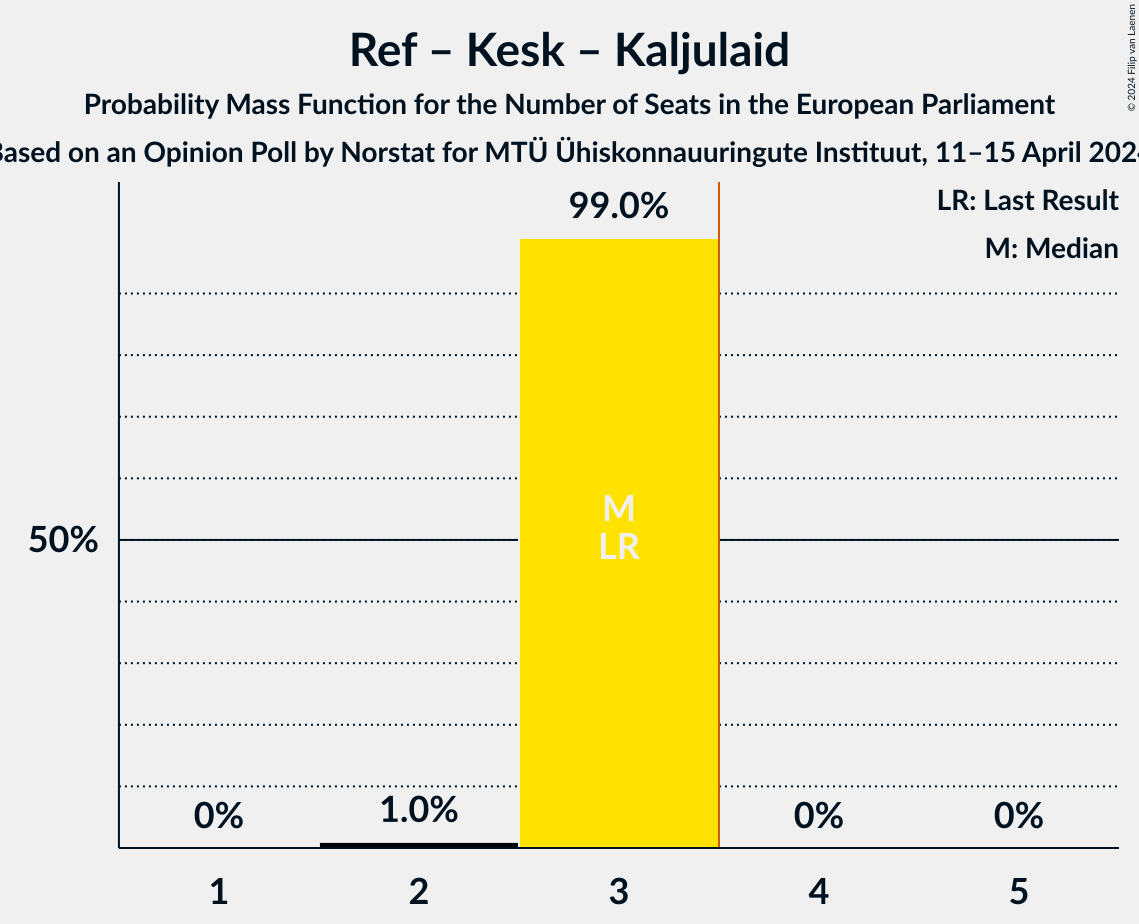 Ref – Kesk – Kaljulaid
Probability Mass Function for the Number of Seats in the European Parliament
Based on an Opinion Poll by Norstat for MTÜ Ühiskonnauuringute Instituut, 11–15 April 2024
© 2024 Filip van Laenen
LR: Last Result
M: Median
99.0%
M
LR
50%
0%
1.0%
0%
0%
1
2
3
4
5